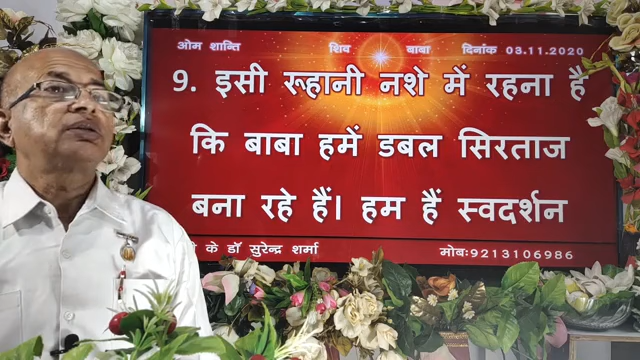 ओम शान्ति शिव बाबा दिनांक 03.11.2020
9. इसी रूहानी नशे में रहना है
कि बाबा हमें डबल सिरताज
बना रहे हैं। हम हैं स्वदर्शन
के डॉ सुरेन्द्र शर्मा मोबः9213106986